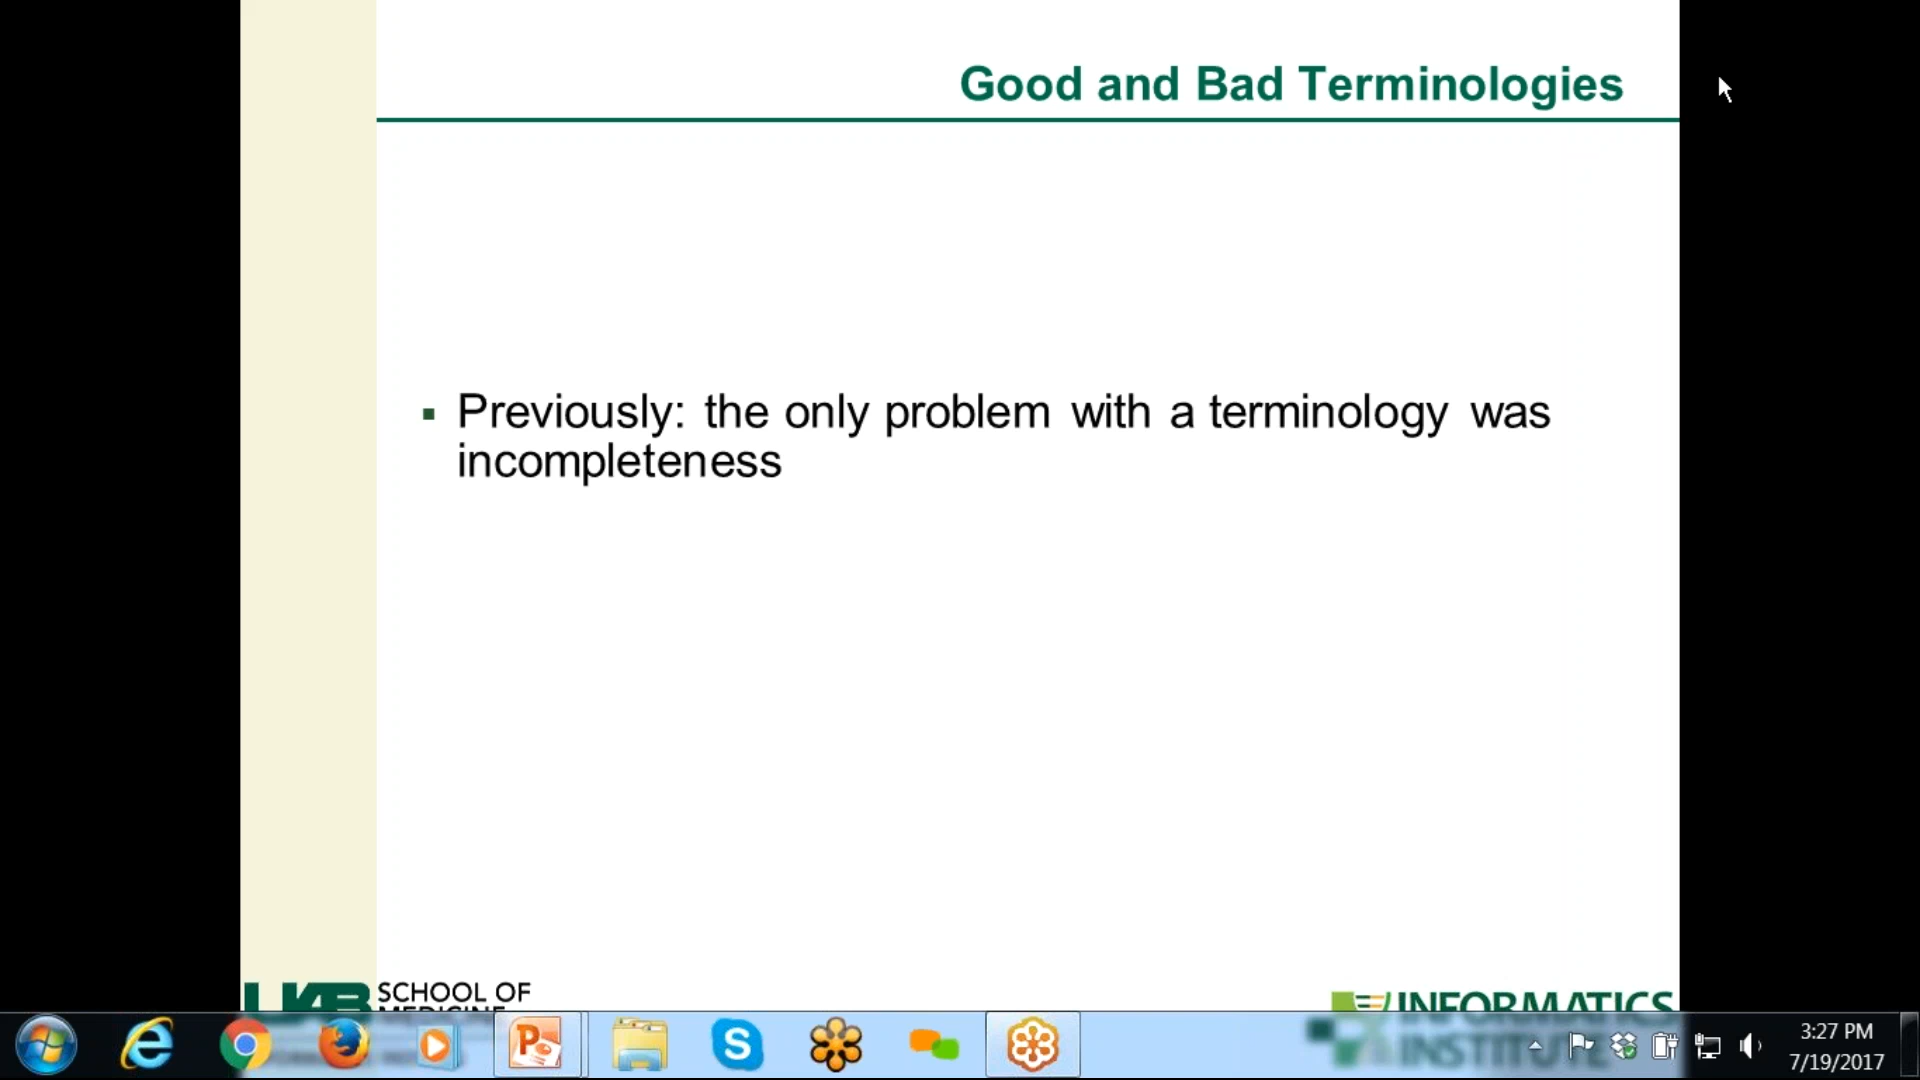 Good and Bad Terminologies
▪ Previously: the only problem with a terminology was
incompleteness
UAB SCHOOL OF
MEDICINE
INFORMATICS
INSTITUTE
3:27 PM
7/19/2017